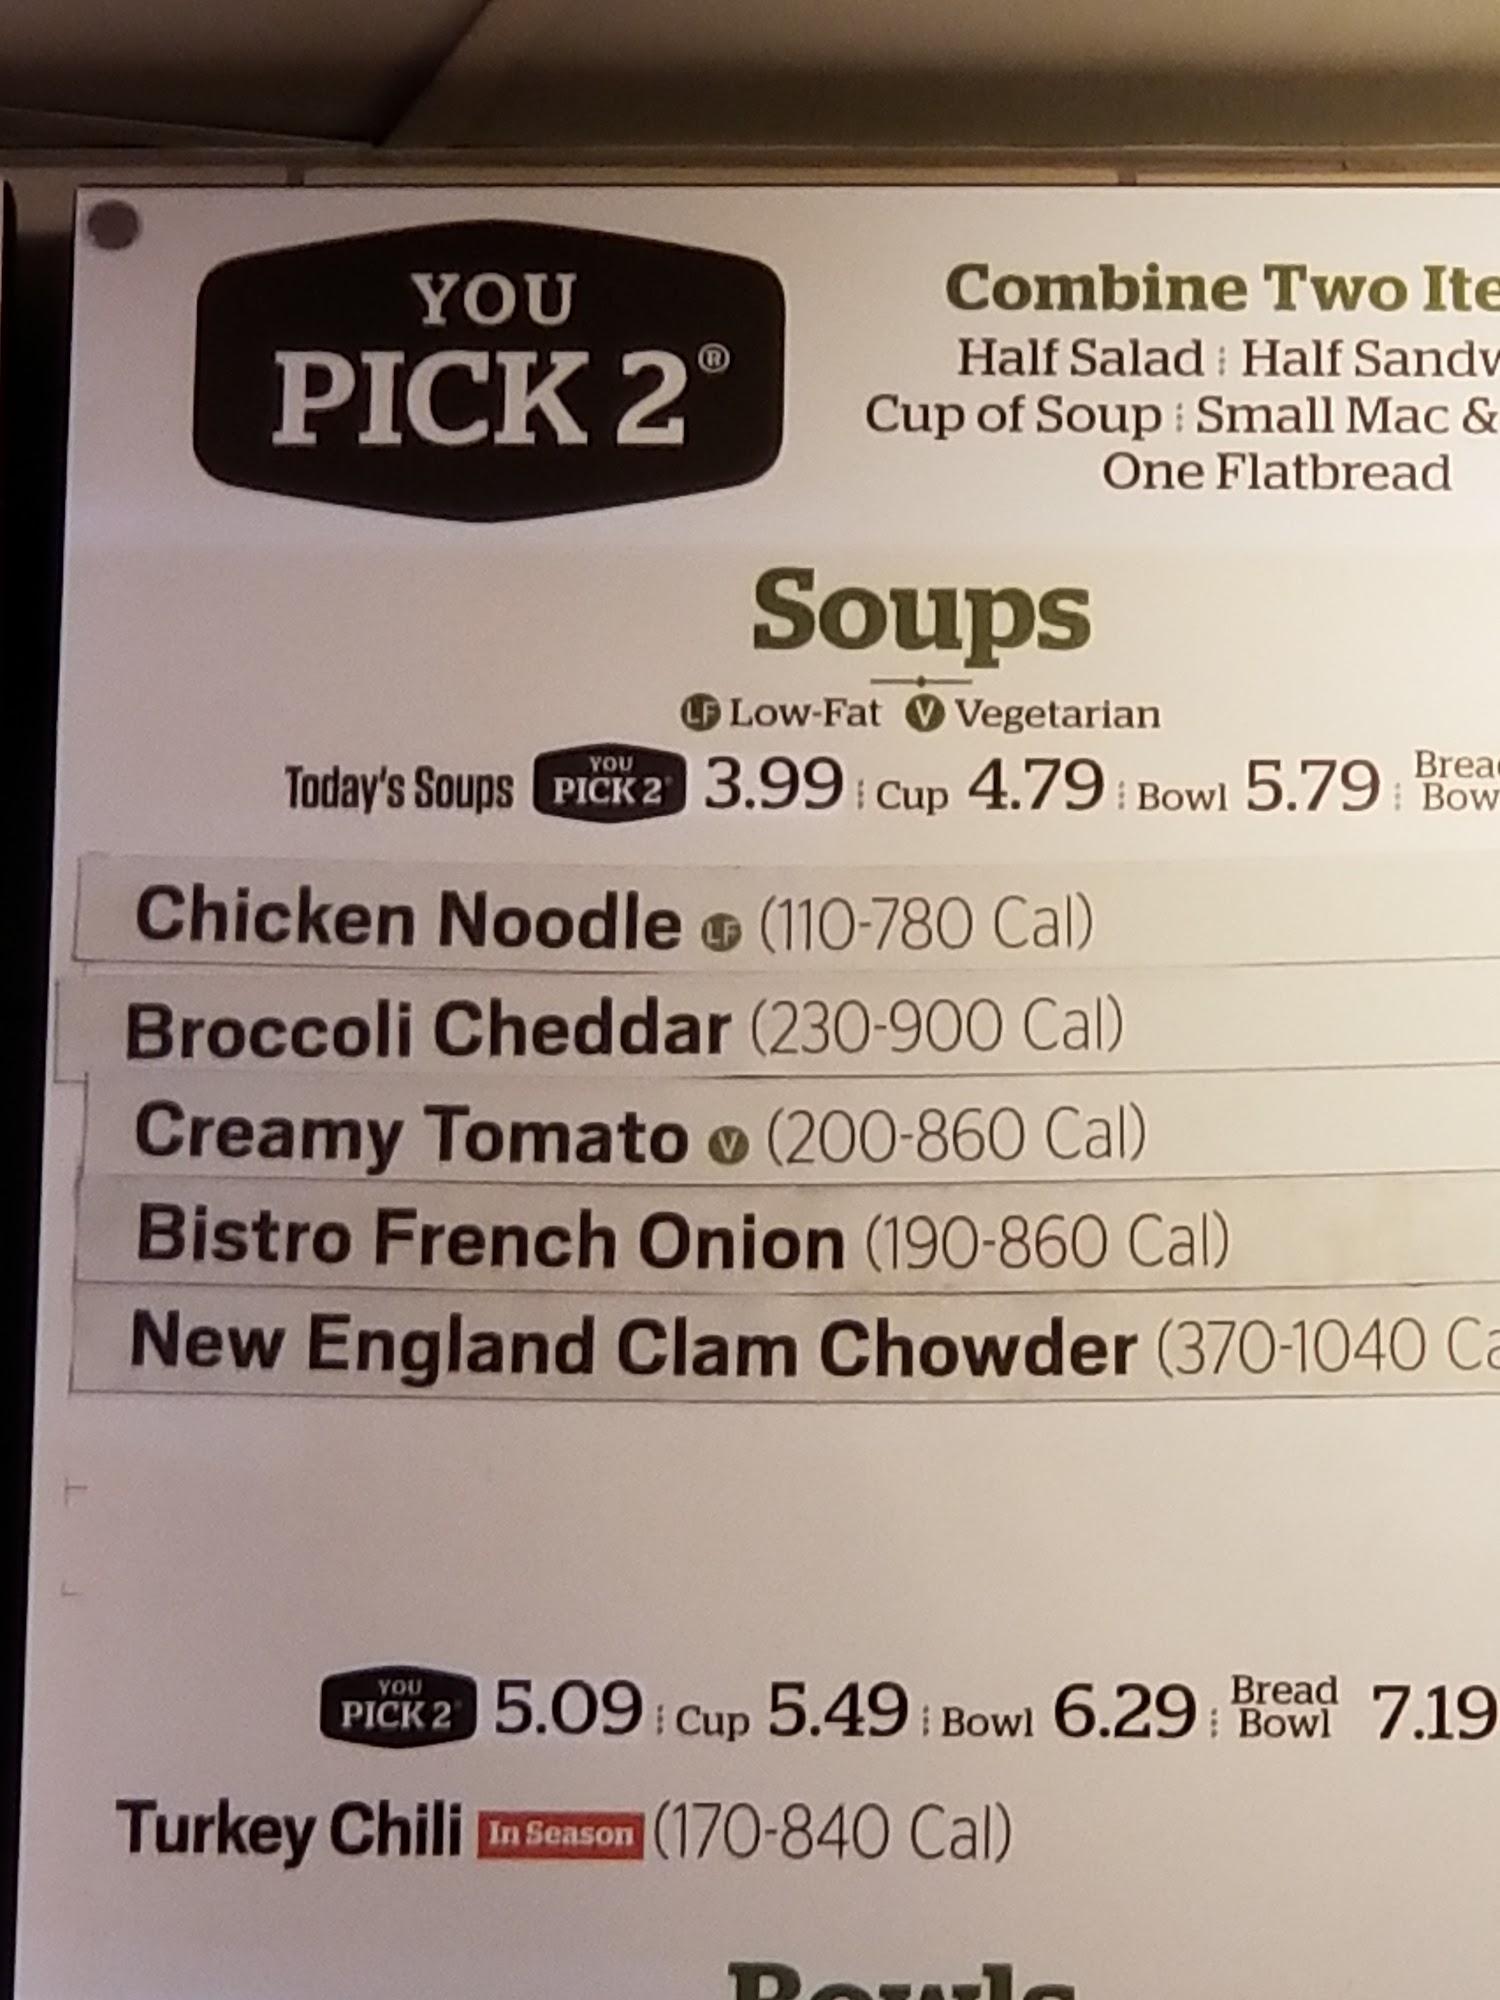 YOU
PICK 2®
Combine Two
Half Salad ⁝ Half
Cup of Soup ⁝ Small Mac &
One Flatbread
Soups
LF Low-Fat V Vegetarian
Today's Soups YOU PICK 2 3.99 ⁝ Cup 4.79 ⁝ Bowl 5.79 ⁝
Chicken Noodle LF (110-780 Cal)
Broccoli Cheddar (230-900 Cal)
Creamy Tomato V (200-860 Cal)
Bistro French Onion (190-860 Cal)
New England Clam Chowder (370-1040
YOU PICK 2 5.09 ⁝ Cup 5.49 ⁝ Bowl 6.29 ⁝ Bread Bowl 7.19
Turkey Chili In Season (170-840 Cal)
Bowls